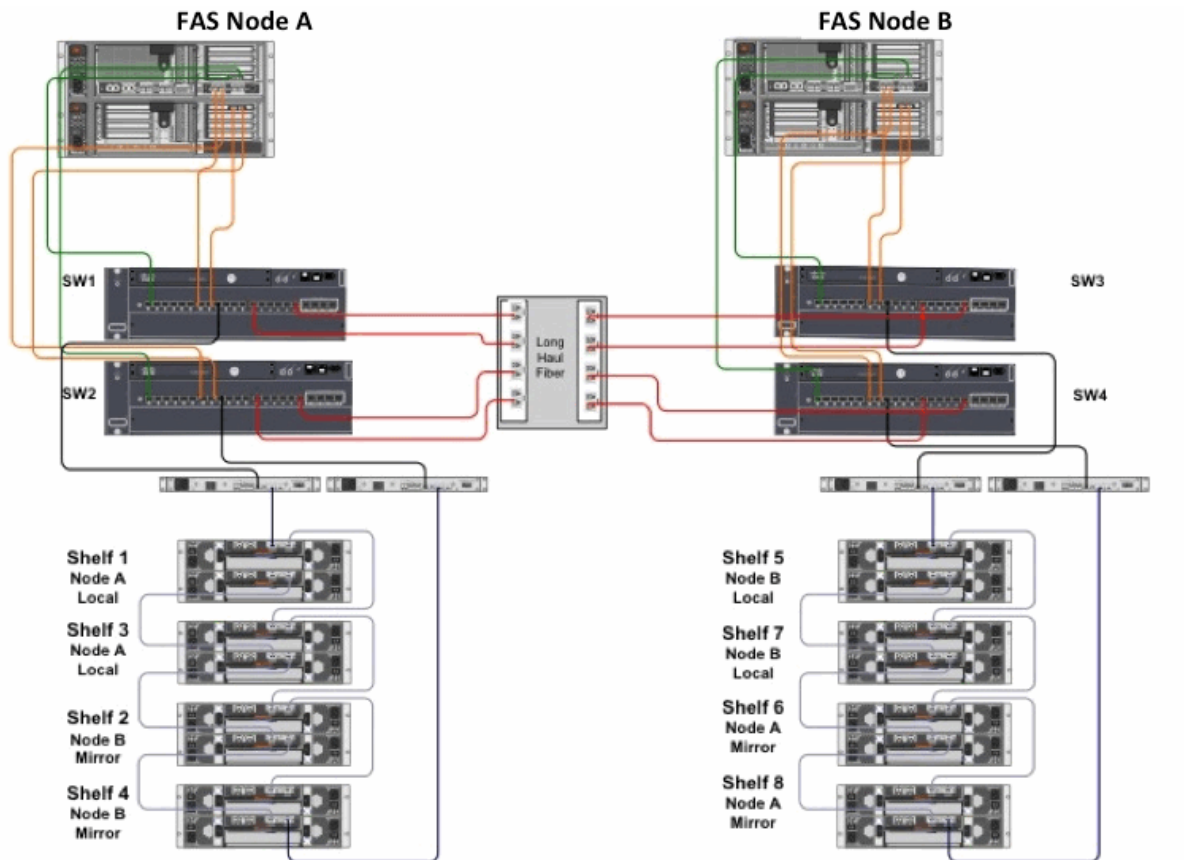 FAS Node A
FAS Node B
SW1
SW3
Long
Haul
Fiber
SW2
SW4
Shelf 1
Node A
Local
Shelf 3
Node A
Local
Shelf 2
Node B
Mirror
Shelf 4
Node B
Mirror
Shelf 5
Node B
Local
Shelf 7
Node B
Local
Shelf 6
Node A
Mirror
Shelf 8
Node A
Mirror